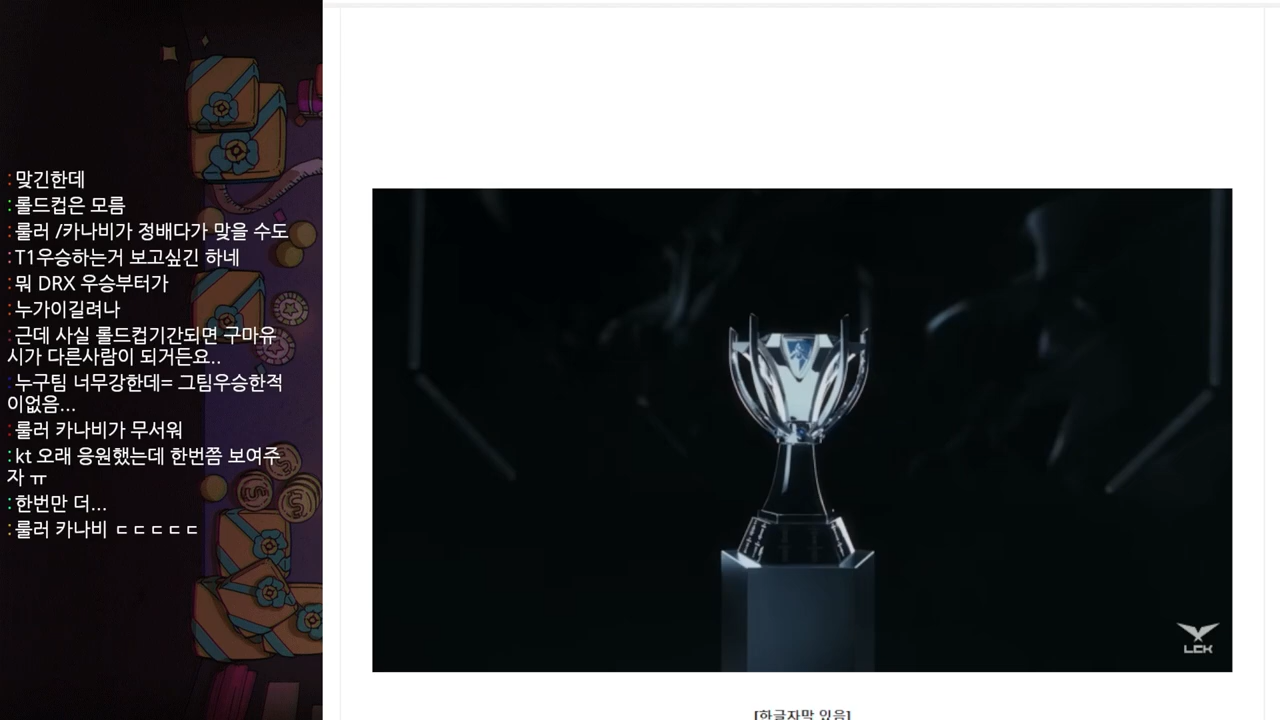 :맞긴한데
:롤드컵은 모름
:룰러 /카나비가 정배다가 맞을 수도
:T1우승하는거 보고싶긴 하네
:뭐 DRX 우승부터가
:누가이길려나
:근데 사실 롤드컵기간되면 구마유
시가 다른사람이 되거든요..
:누구팀 너무강한데= 그팀우승한적
이없음...
:룰러 카나비가 무서워
:kt 오래 응원했는데 한번쯤 보여주
자 ㅠ
:한번만 더...
:룰러 카나비 ㄷㄷㄷㄷㄷ
LCK
[한글자막 있음]